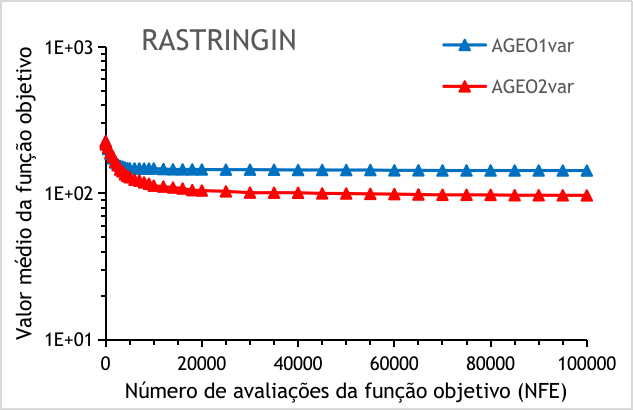 RASTRINGIN
AGEO1var
AGEO2var
Valor médio da função objetivo
1E+03
1E+02
1E+01
0 20000 40000 60000 80000 100000
Número de avaliações da função objetivo (NFE)